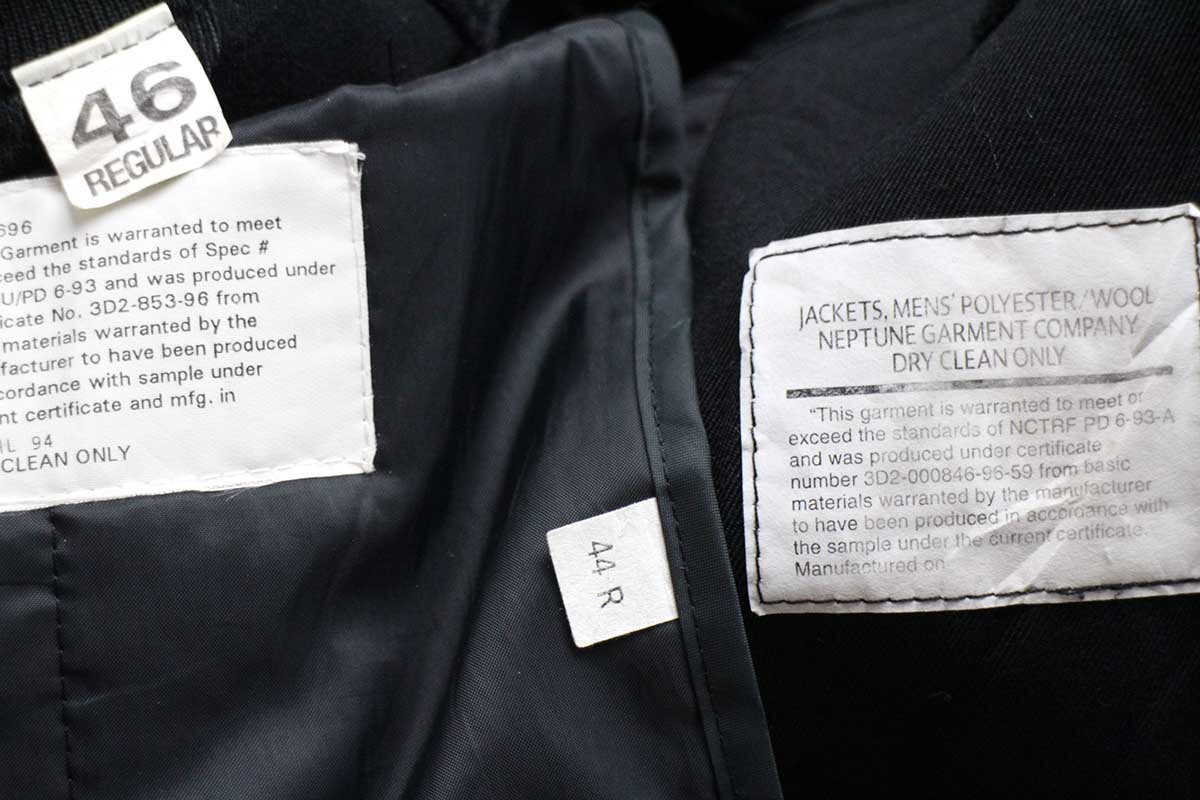 46
REGULAR
696
Garment is warranted to meet
ceed the standards of Spec #
U/PD 6-93 and was produced under
icate No. 3D2-853-96 from
materials warranted by the
facturer to have been produced
cordance with sample under
nt certificate and mfg. in
IL 94
CLEAN ONLY
44 R
JACKETS, MENS' POLYESTER/WOOL
NEPTUNE GARMENT COMPANY
DRY CLEAN ONLY
"This garment is warranted to meet or
exceed the standards of NCTRF PD 6-93-A
and was produced under certificate
number 3D2-000846-96-59 from basic
materials warranted by the manufacturer
to have been produced in accordance with
the sample under the current certificate.
Manufactured on